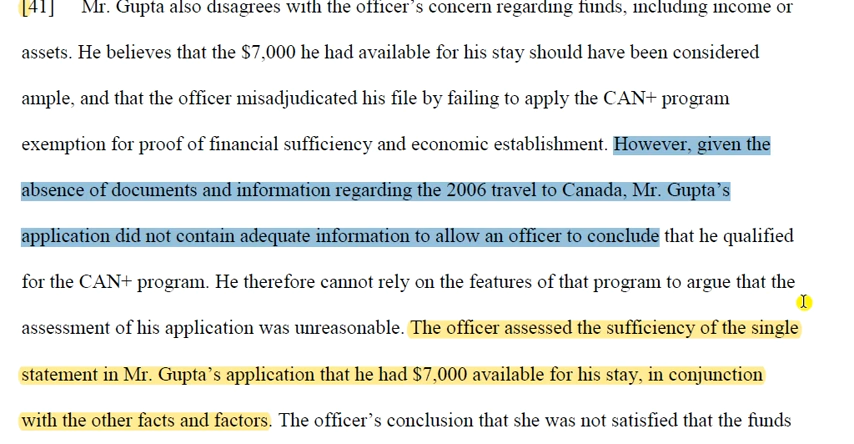 [41] Mr. Gupta also disagrees with the officer's concern regarding funds, including income or
assets. He believes that the $7,000 he had available for his stay should have been considered
ample, and that the officer misadjudicated his file by failing to apply the CAN+ program
exemption for proof of financial sufficiency and economic establishment. However, given the
absence of documents and information regarding the 2006 travel to Canada, Mr. Gupta's
application did not contain adequate information to allow an officer to conclude that he qualified
for the CAN+ program. He therefore cannot rely on the features of that program to argue that the
assessment of his application was unreasonable. The officer assessed the sufficiency of the single
statement in Mr. Gupta's application that he had $7,000 available for his stay, in conjunction
with the other facts and factors. The officer's conclusion that she was not satisfied that the funds